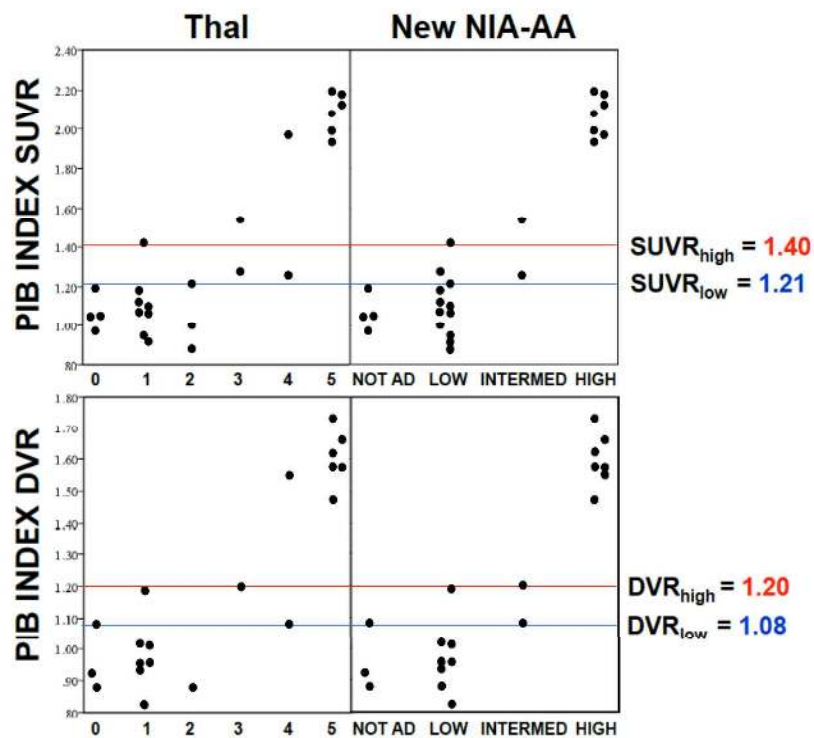 Thal New NIA-AA
PIB INDEX SUVR
2.40
2.20
2.00
1.80
1.60
1.40
1.20
1.00
.80
SUVRhigh = 1.40
SUVRlow = 1.21
0 1 2 3 4 5 NOT AD LOW INTERMED HIGH
PIB INDEX DVR
1.80
1.70
1.60
1.50
1.40
1.30
1.20
1.10
1.00
.90
.80
DVRhigh = 1.20
DVRlow = 1.08
0 1 2 3 4 5 NOT AD LOW INTERMED HIGH